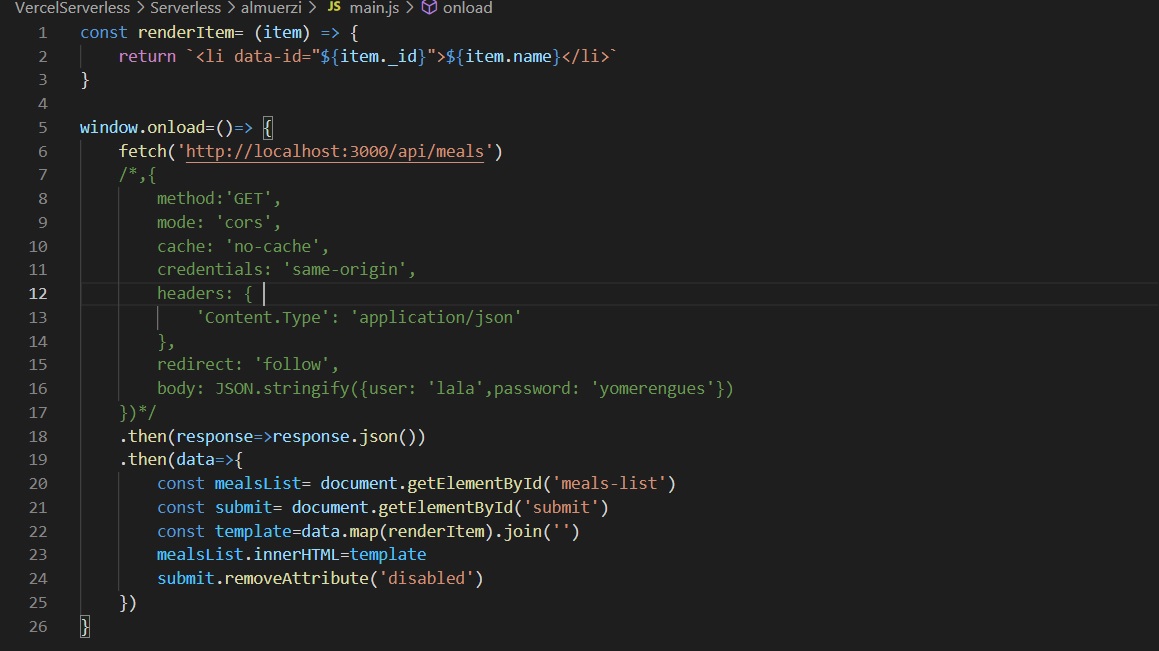 VercelServerless > Serverless > almuerzi > JS main.js > onload
1 const renderItem= (item) => {
2 return `<li data-id="${item._id}">${item.name}</li>`
3 }
4
5 window.onload=()=> {
6 fetch('http://localhost:3000/api/meals')
7 /*,{
8 method:'GET',
9 mode: 'cors',
10 cache: 'no-cache',
11 credentials: 'same-origin',
12 headers: {
13 'Content.Type': 'application/json'
14 },
15 redirect: 'follow',
16 body: JSON.stringify({user: 'lala',password: 'yomerengues'})
17 })*/
18 .then(response=>response.json())
19 .then(data=>{
20 const mealsList= document.getElementById('meals-list')
21 const submit= document.getElementById('submit')
22 const template=data.map(renderItem).join('')
23 mealsList.innerHTML=template
24 submit.removeAttribute('disabled')
25 })
26 }